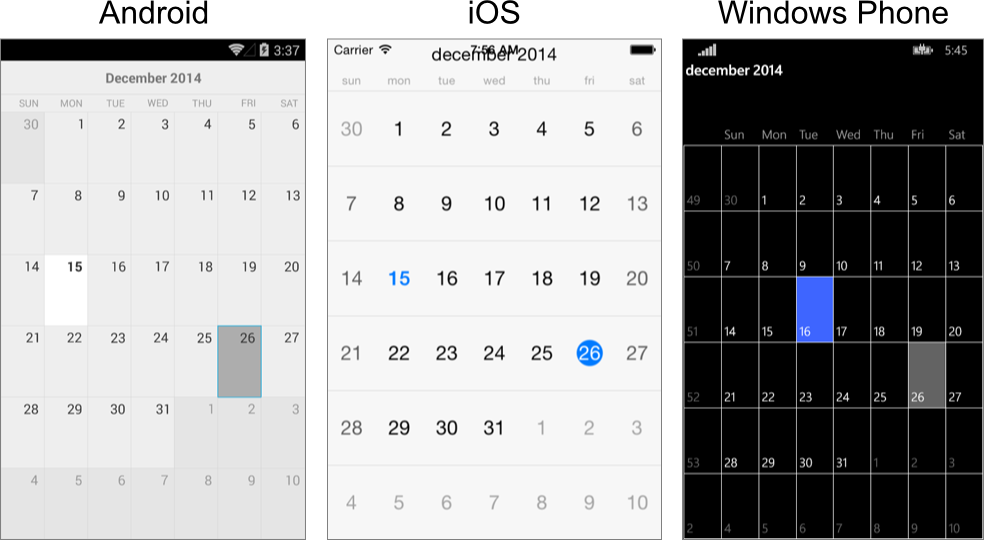 Android
3:37
December 2014
SUN MON TUE WED THU FRI SAT
30 1 2 3 4 5 6
7 8 9 10 11 12 13
14 15 16 17 18 19 20
21 22 23 24 25 26 27
28 29 30 31 1 2 3
4 5 6 7 8 9 10
iOS
Carrier 7:56 AM
december 2014
sun mon tue wed thu fri sat
30 1 2 3 4 5 6
7 8 9 10 11 12 13
14 15 16 17 18 19 20
21 22 23 24 25 26 27
28 29 30 31 1 2 3
4 5 6 7 8 9 10
Windows Phone
5:45
december 2014
Sun Mon Tue Wed Thu Fri Sat
49 30 1 2 3 4 5 6
50 7 8 9 10 11 12 13
51 14 15 16 17 18 19 20
52 21 22 23 24 25 26 27
53 28 29 30 31 1 2 3
2 4 5 6 7 8 9 10